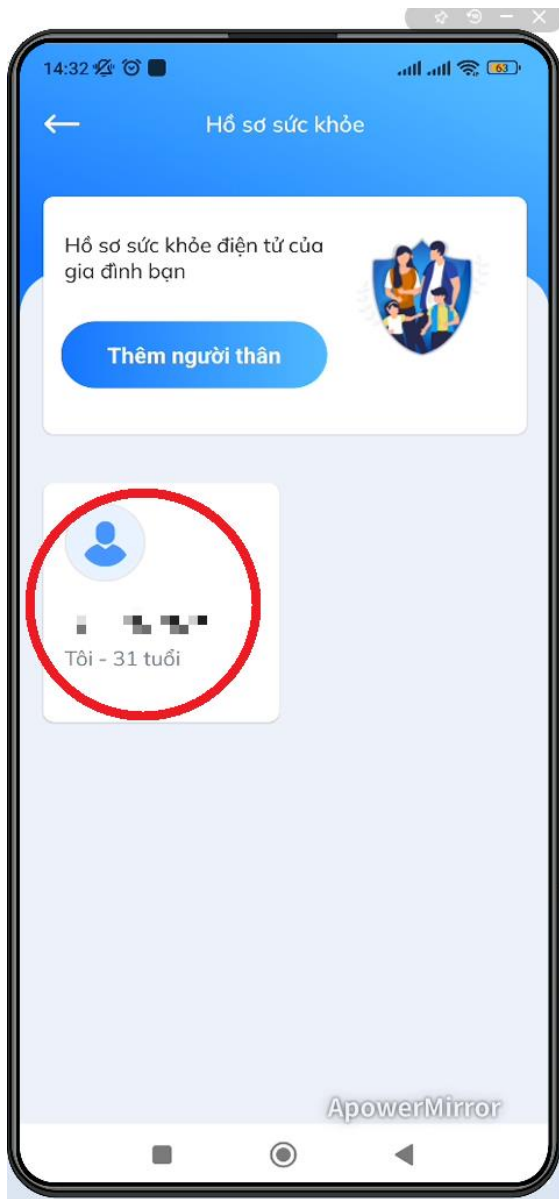 14:32
63
Hồ sơ sức khỏe
Hồ sơ sức khỏe điện tử của
gia đình bạn
Thêm người thân
Tôi - 31 tuổi
ApowerMirror